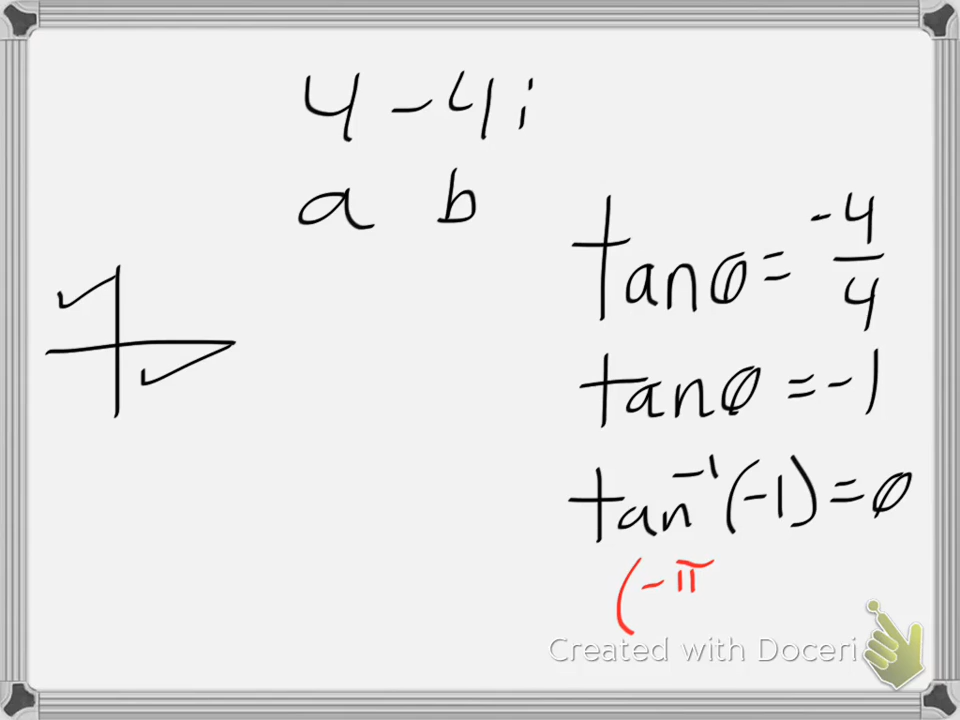 4 - 4i
a b
tanθ = -4/4
tanθ = -1
tan⁻¹(-1) = θ
(-π
Created with Doceri